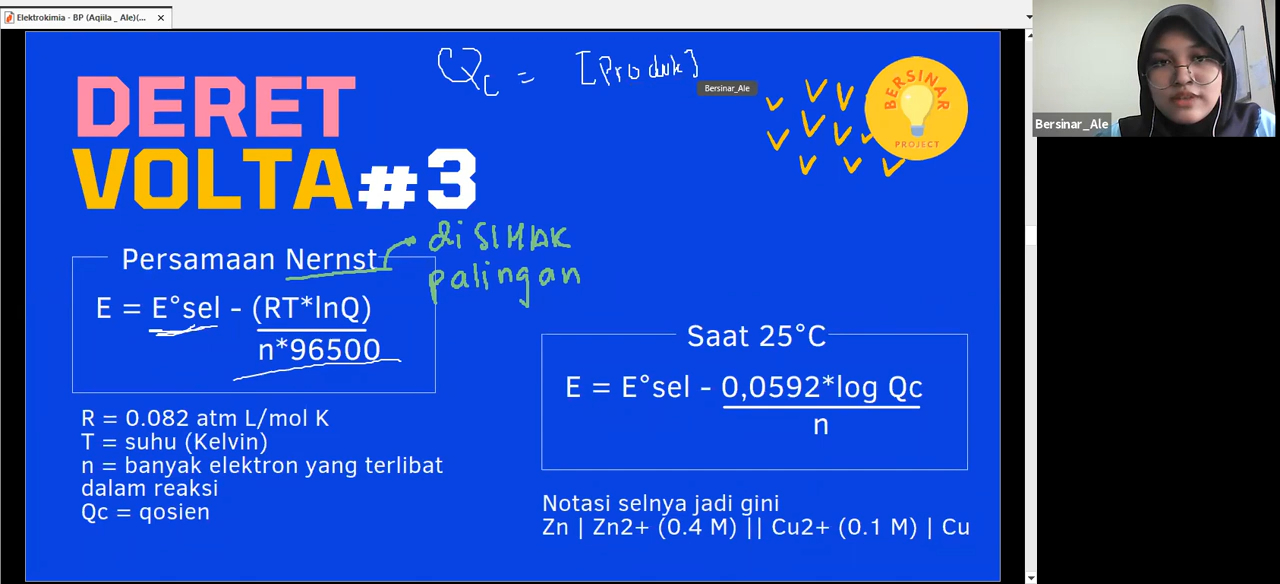 Elektrokimia - BP (Aqiila _ Ale)(...
Qc = [Produk]
Bersinar_Ale
BERSINAR
PROJECT
Bersinar_Ale
DERET
VOLTA#3
diSIMAK
palingan
Persamaan Nernst
E = E°sel - (RT*lnQ)
n*96500
R = 0.082 atm L/mol K
T = suhu (Kelvin)
n = banyak elektron yang terlibat
dalam reaksi
Qc = qosien
Saat 25°C
E = E°sel - 0,0592*log Qc
n
Notasi selnya jadi gini
Zn | Zn2+ (0.4 M) || Cu2+ (0.1 M) | Cu